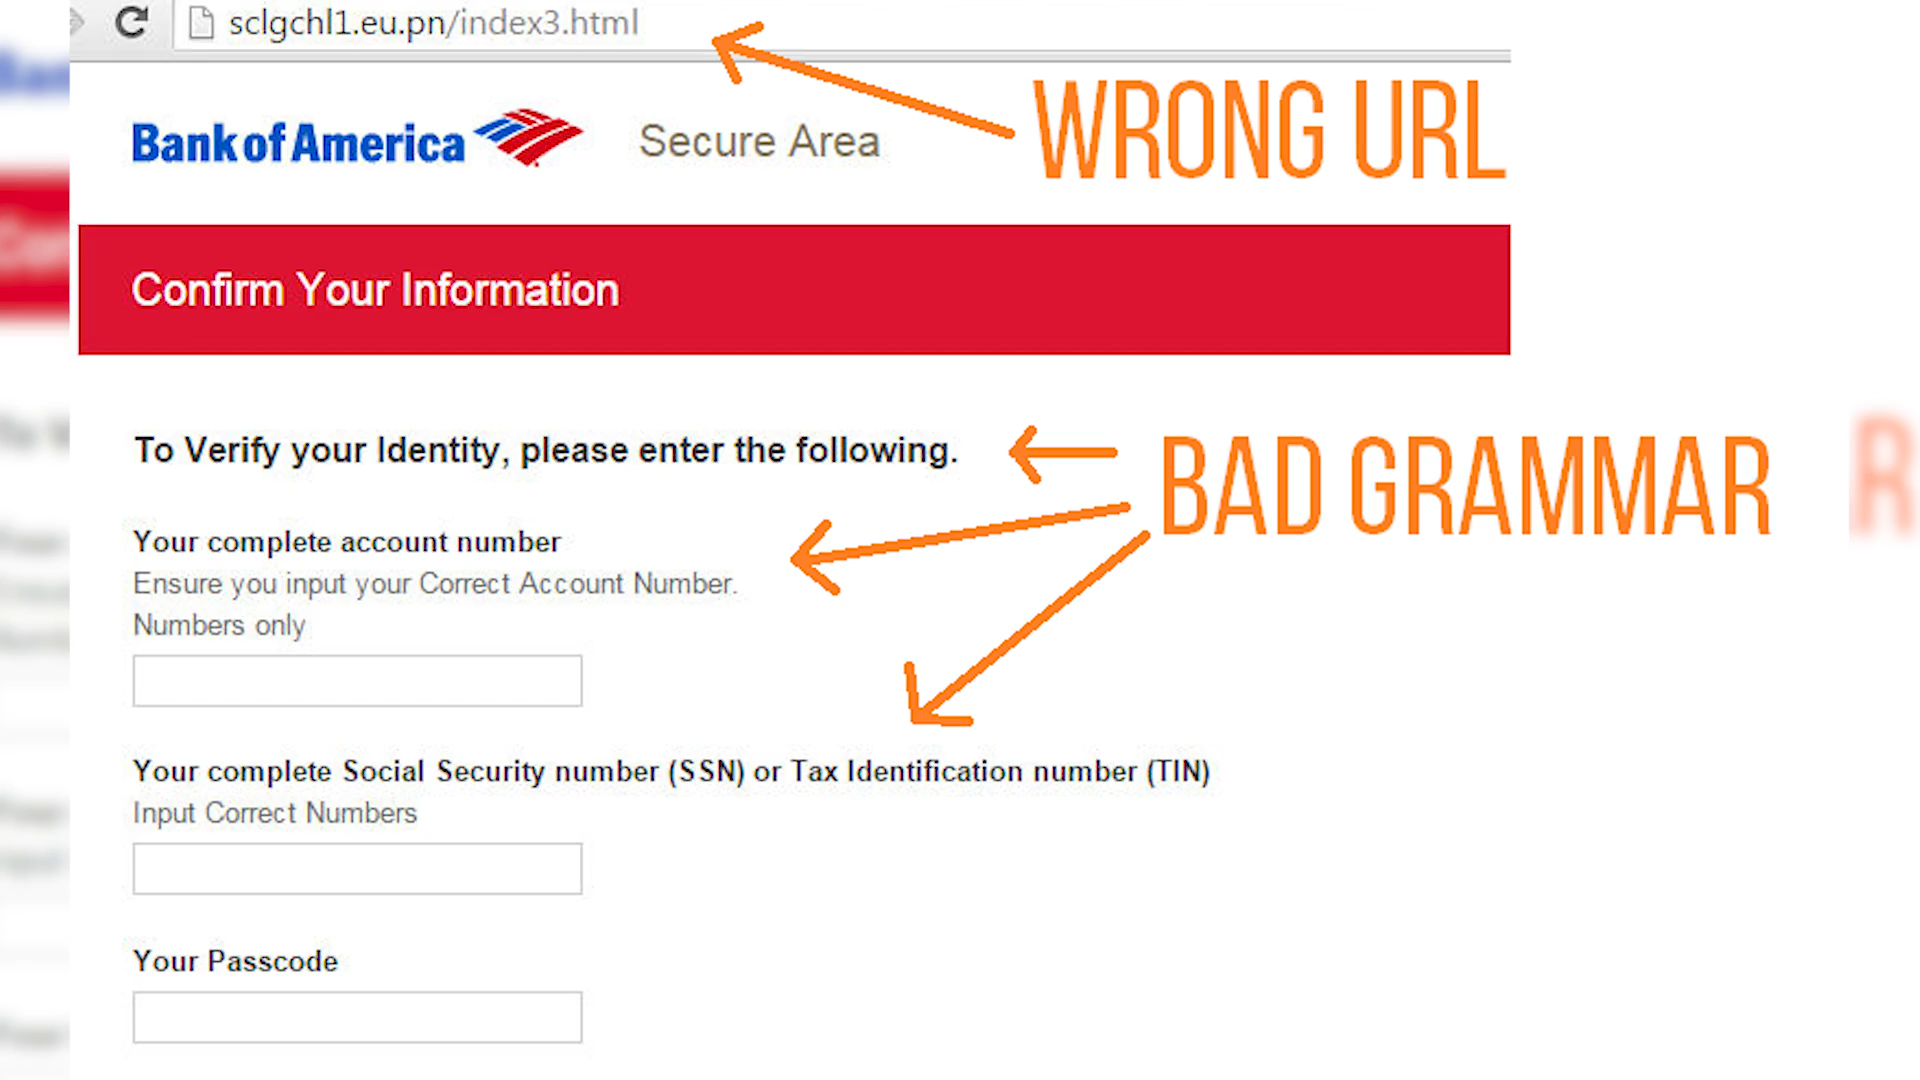 sclgchl1.eu.pn/index3.html
WRONG URL
Bank of America Secure Area
Confirm Your Information
To Verify your Identity, please enter the following.
BAD GRAMMAR
Your complete account number
Ensure you input your Correct Account Number.
Numbers only
Your complete Social Security number (SSN) or Tax Identification number (TIN)
Input Correct Numbers
Your Passcode